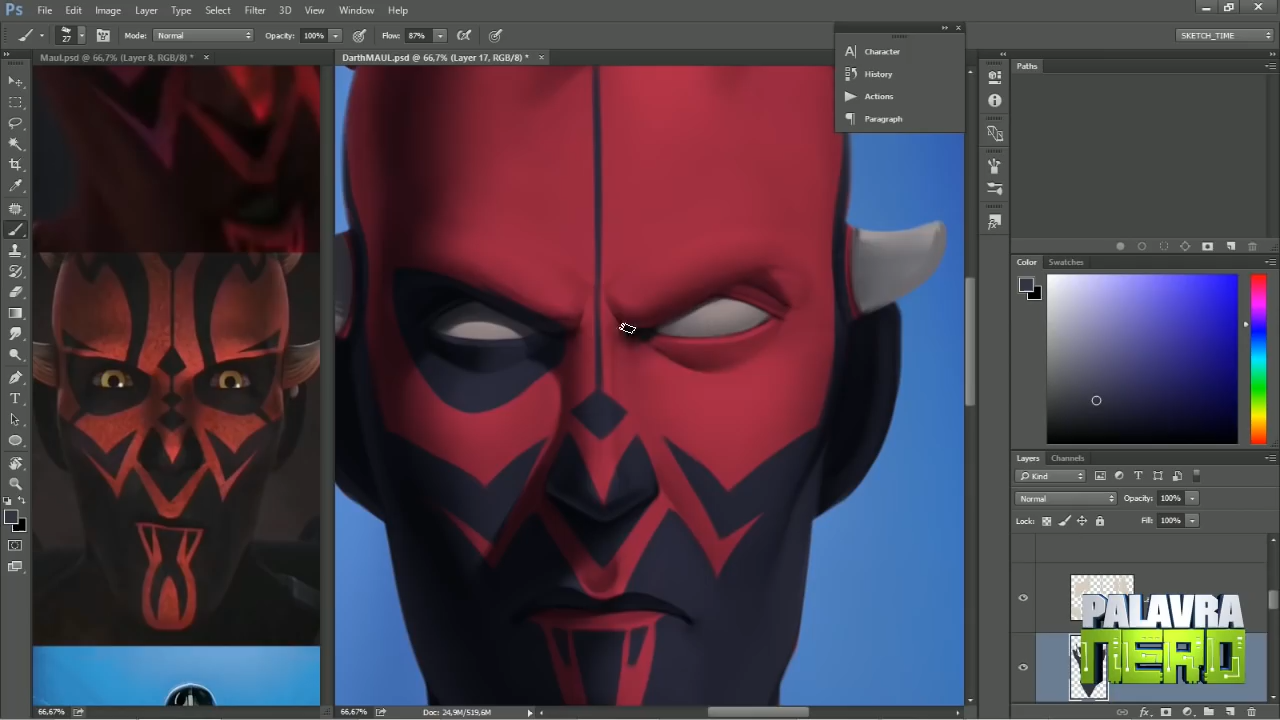 Ps File Edit Image Layer Type Select Filter 3D View Window Help
27 Mode: Normal Opacity: 100% Flow: 87% SKETCH_TIME
Maul.psd @ 66,7% (Layer 8, RGB/8) * × DarthMAUL.psd @ 66,7% (Layer 17, RGB/8) * ×
Character
History
Actions
Paragraph
Paths
Color Swatches
Layers Channels
Kind
Normal Opacity: 100%
Lock: Fill: 100%
PALAVRA
NERD
66,67% 66,67% Doc: 24,9M/519,6M